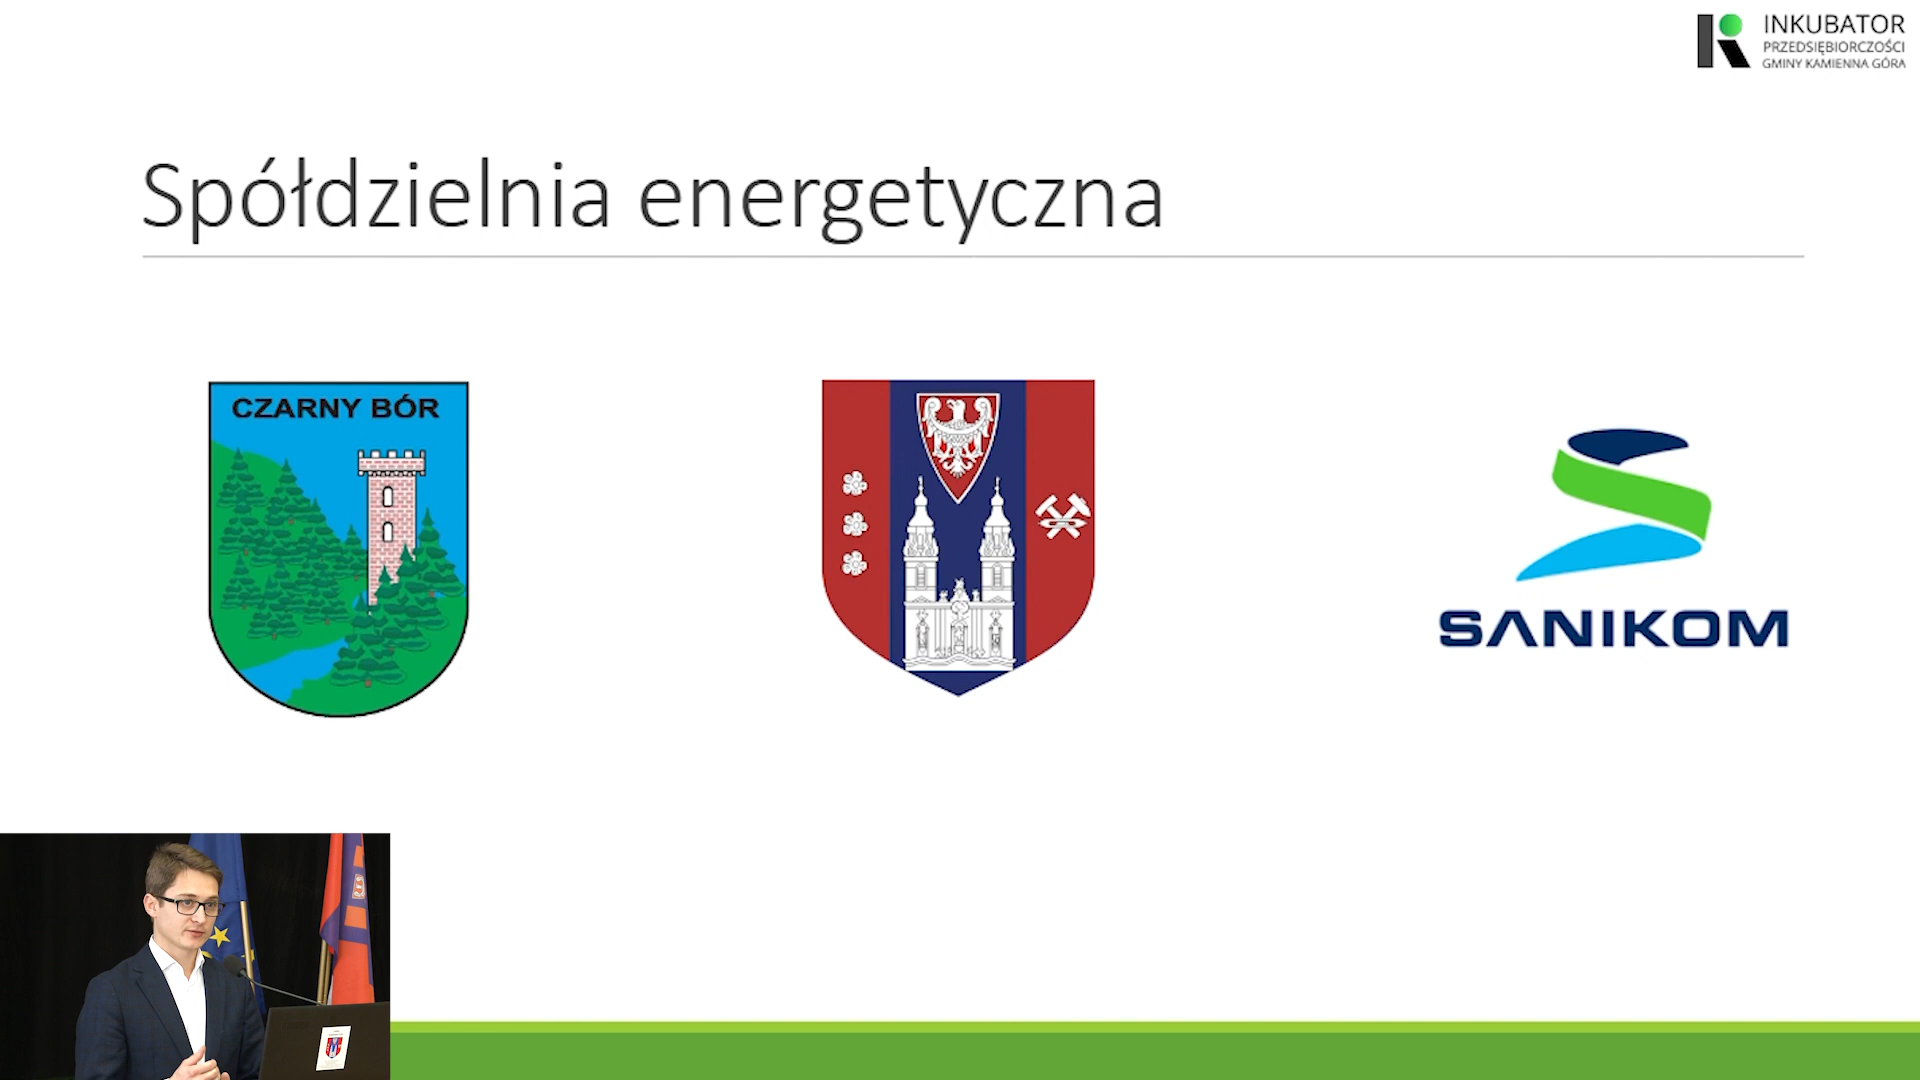 INKUBATOR
PRZEDSIĘBIORCZOŚCI
GMINY KAMIENNA GÓRA
Spółdzielnia energetyczna
CZARNY BÓR
SANIKOM